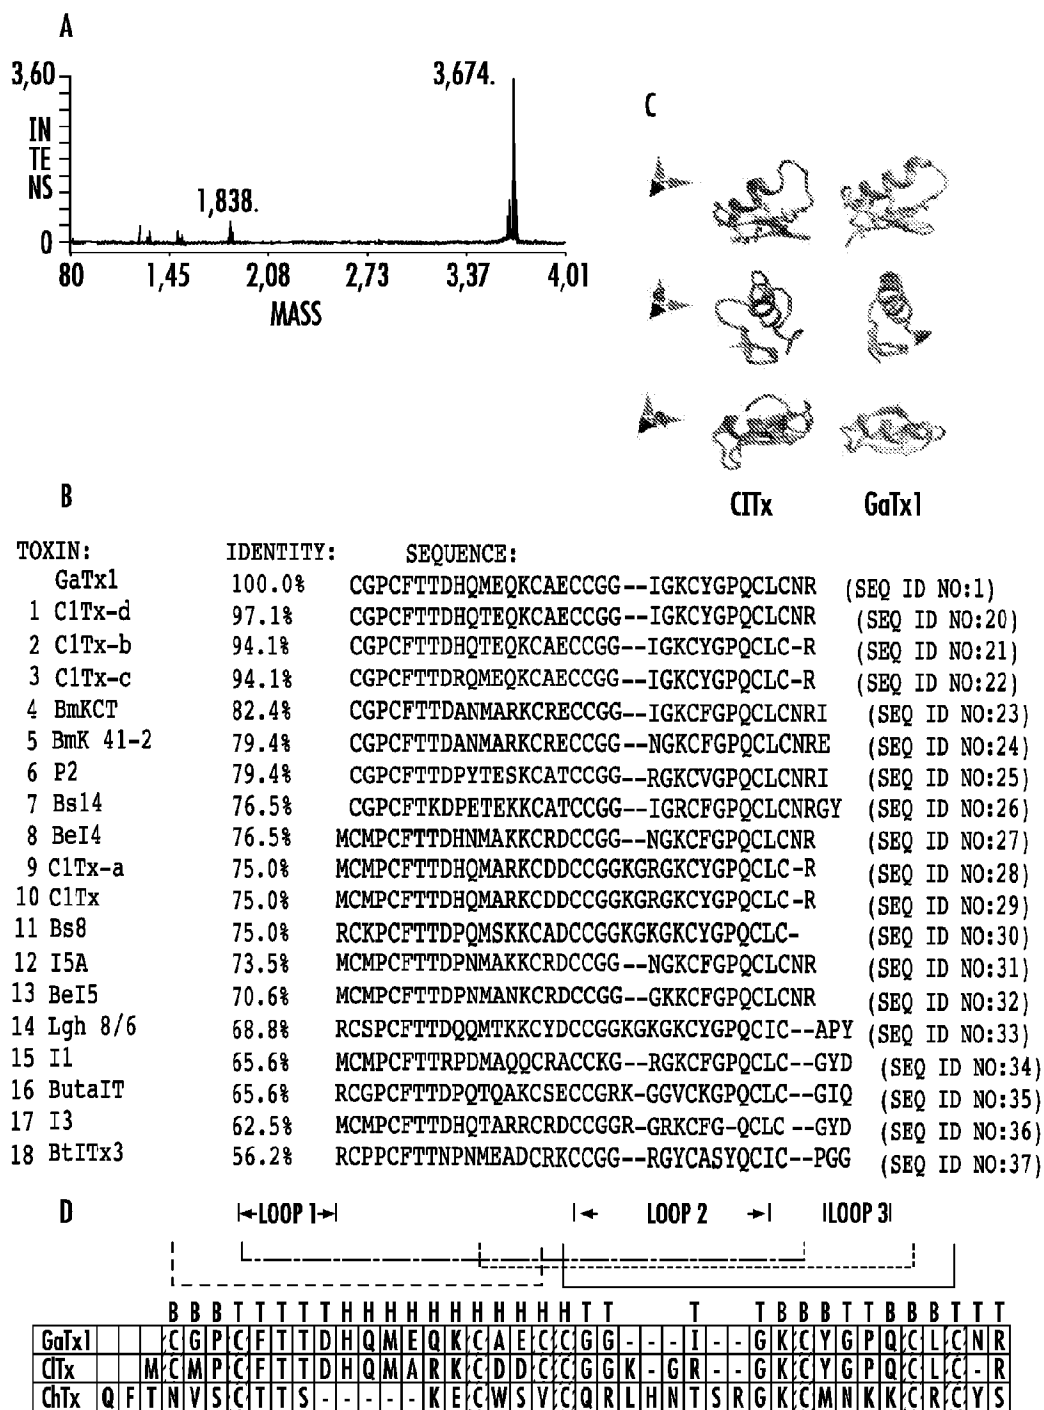 A
3,60
3,674.
INTENS
1,838.
0
80 1,45 2,08 2,73 3,37 4,01
MASS
C
ClTx GaTx1
B
TOXIN: IDENTITY: SEQUENCE:
GaTx1 100.0% CGPCFTTDHQMEQKCAECCGG--IGKCYGPQCLCNR (SEQ ID NO:1)
1 ClTx-d 97.1% CGPCFTTDHQTEQKCAECCGG--IGKCYGPQCLCNR (SEQ ID NO:20)
2 ClTx-b 94.1% CGPCFTTDHQTEQKCAECCGG--IGKCYGPQCLC-R (SEQ ID NO:21)
3 ClTx-c 94.1% CGPCFTTDRQMEQKCAECCGG--IGKCYGPQCLC-R (SEQ ID NO:22)
4 BmKCT 82.4% CGPCFTTDANMARKCRECCGG--IGKCFGPQCLCNRI (SEQ ID NO:23)
5 BmK 41-2 79.4% CGPCFTTDANMARKCRECCGG--NGKCFGPQCLCNRE (SEQ ID NO:24)
6 P2 79.4% CGPCFTTDPYTESKCATCCGG--RGKCVGPQCLCNRI (SEQ ID NO:25)
7 Bs14 76.5% CGPCFTKDPETEKKCATCCGG--IGRCFGPQCLCNRGY (SEQ ID NO:26)
8 BeI4 76.5% MCMPCFTTDHNMAKKCRDCCGG--NGKCFGPQCLCNR (SEQ ID NO:27)
9 ClTx-a 75.0% MCMPCFTTDHQMARKCDDCCGGKGRGKCYGPQCLC-R (SEQ ID NO:28)
10 ClTx 75.0% MCMPCFTTDHQMARKCDDCCGGKGRGKCYGPQCLC-R (SEQ ID NO:29)
11 Bs8 75.0% RCKPCFTTDPQMSKKCADCCGGKGKGKCYGPQCLC- (SEQ ID NO:30)
12 I5A 73.5% MCMPCFTTDPNMAKKCRDCCGG--NGKCFGPQCLCNR (SEQ ID NO:31)
13 BeI5 70.6% MCMPCFTTDPNMANKCRDCCGG--GKKCFGPQCLCNR (SEQ ID NO:32)
14 Lgh 8/6 68.8% RCSPCFTTDQQMTKKCYDCCGGKGKGKCYGPQCIC--APY (SEQ ID NO:33)
15 I1 65.6% MCMPCFTTRPDMAQQCRACCKG--RGKCFGPQCLC--GYD (SEQ ID NO:34)
16 ButaIT 65.6% RCGPCFTTDPQTQAKCSECCGRK-GGVCKGPQCLC--GIQ (SEQ ID NO:35)
17 I3 62.5% MCMPCFTTDHQTARRCRDCCGGR-GRKCFG-QCLC --GYD (SEQ ID NO:36)
18 BtITx3 56.2% RCPPCFTTNPNMEADCRKCCGG--RGYCASYQCIC--PGG (SEQ ID NO:37)
D LOOP 1 LOOP 2 LOOP 3
B B B T T T T T H H H H H H H H H H H T T T T B B B T T B B B T T T
GaTx1 C G P C F T T D H Q M E Q K C A E C C G G - - - I - - G K C Y G P Q C L C N R
ClTx M C M P C F T T D H Q M A R K C D D C C G G K - G R - - G K C Y G P Q C L C - R
ChTx Q F T N V S C T T S - - - - - K E C W S V C Q R L H N T S R G K C M N K K C R C Y S